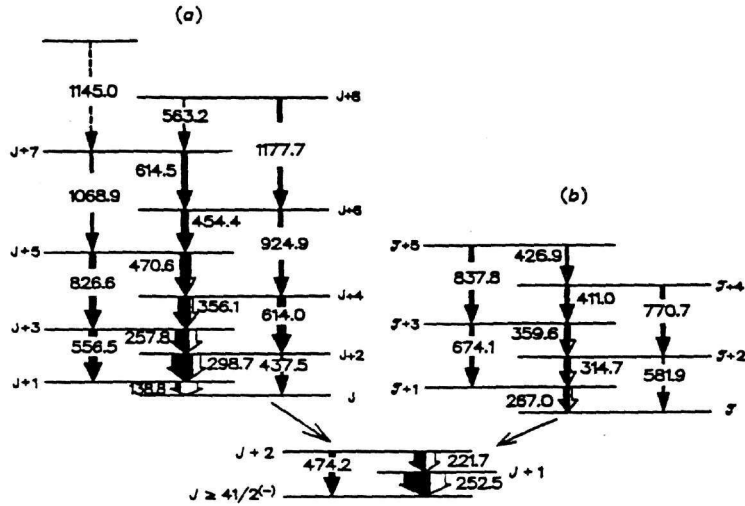 (a)
1145.0
J+8
563.2
J+7
614.5
1177.7
1068.9
J+6
454.4
J+5
470.6
924.9
826.6
J+4
356.1
614.0
J+3
257.8
556.5
J+2
298.7
437.5
J+1
138.8
J
(b)
J+5
426.9
837.8
J+4
411.0
770.7
J+3
359.6
674.1
J+2
314.7
581.9
J+1
267.0
J
J+2
474.2
221.7
J+1
252.5
J ≥ 41/2(-)